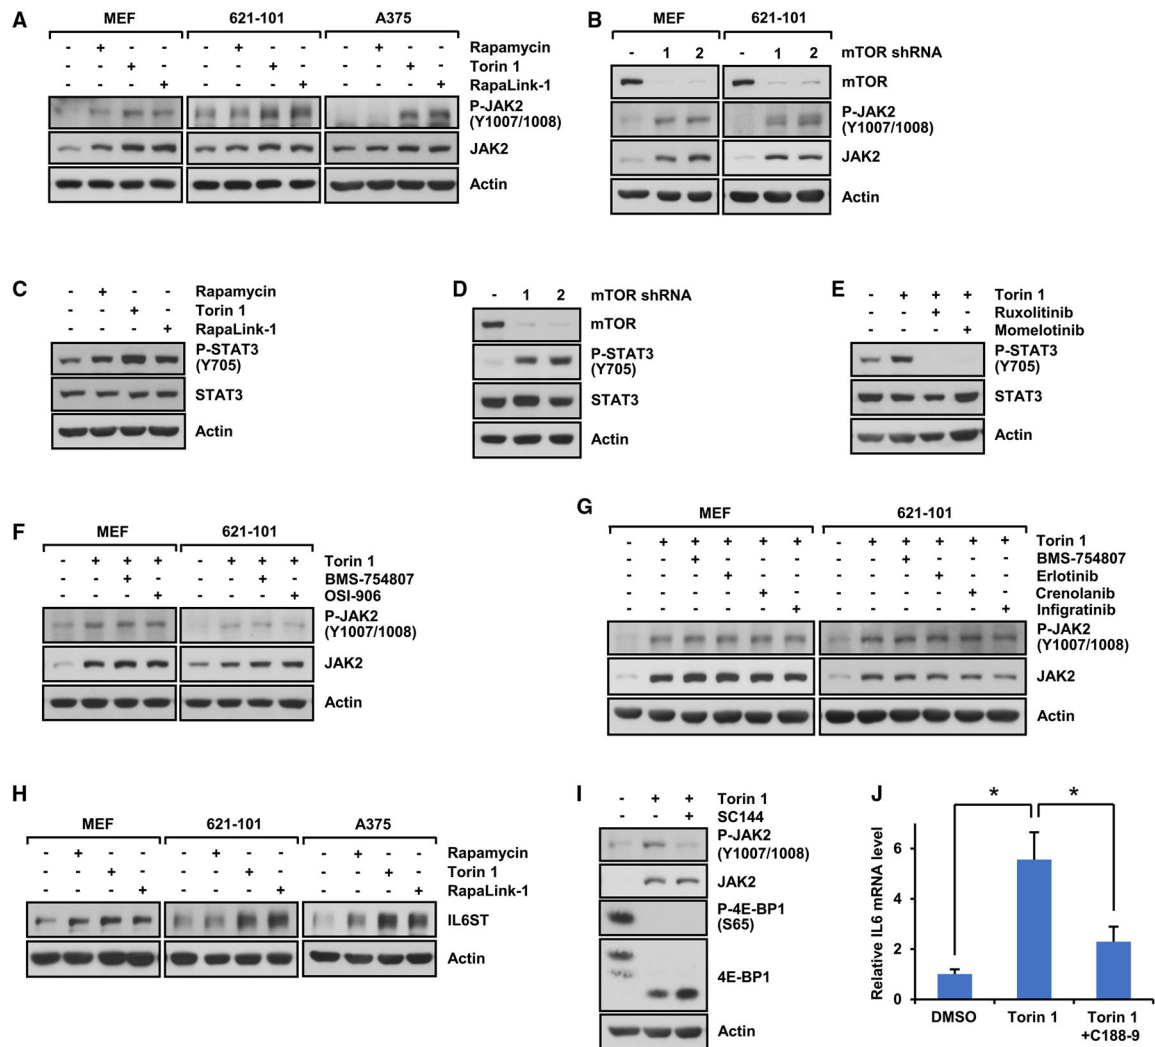 A
MEF 621-101 A375
- + - - - + - - - + - - Rapamycin
- - + - - - + - - - + - Torin 1
- - - + - - - + - - - + RapaLink-1
P-JAK2
(Y1007/1008)
JAK2
Actin
B
MEF 621-101
- 1 2 - 1 2 mTOR shRNA
mTOR
P-JAK2
(Y1007/1008)
JAK2
Actin
C
- + - - Rapamycin
- - + - Torin 1
- - - + RapaLink-1
P-STAT3
(Y705)
STAT3
Actin
D
- 1 2 mTOR shRNA
mTOR
P-STAT3
(Y705)
STAT3
Actin
E
- + + + Torin 1
- - + - Ruxolitinib
- - - + Momelotinib
P-STAT3
(Y705)
STAT3
Actin
F
MEF 621-101
- + + + - + + + Torin 1
- - + - - - + - BMS-754807
- - - + - - - + OSI-906
P-JAK2
(Y1007/1008)
JAK2
Actin
G
MEF 621-101
- + + + + + - + + + + + Torin 1
- - + - - - - - + - - - BMS-754807
- - - + - - - - - + - - Erlotinib
- - - - + - - - - - + - Crenolanib
- - - - - + - - - - - + Infigratinib
P-JAK2
(Y1007/1008)
JAK2
Actin
H
MEF 621-101 A375
- + - - - + - - - + - - Rapamycin
- - + - - - + - - - + - Torin 1
- - - + - - - + - - - + RapaLink-1
IL6ST
Actin
I
- + + Torin 1
- - + SC144
P-JAK2
(Y1007/1008)
JAK2
P-4E-BP1
(S65)
4E-BP1
Actin
J
* *
Relative IL6 mRNA level
6
4
2
0
DMSO Torin 1 Torin 1
+C188-9